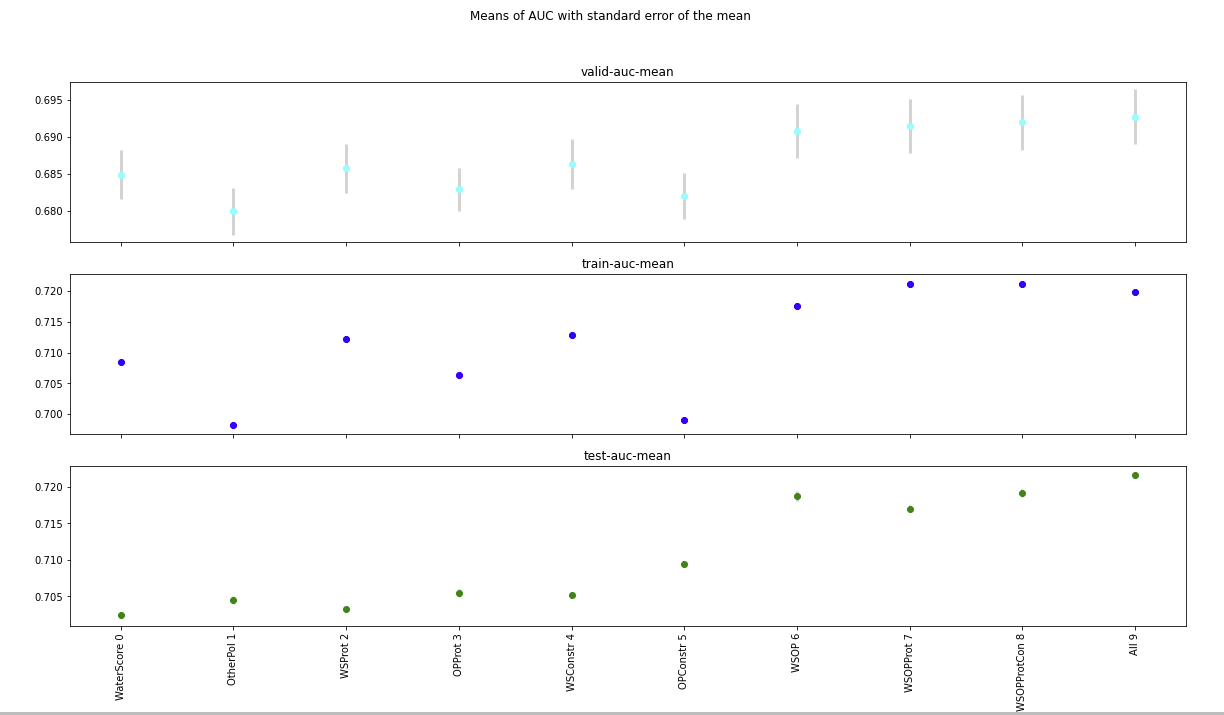 Means of AUC with standard error of the mean
valid-auc-mean
0.695
0.690
0.685
0.680
train-auc-mean
0.720
0.715
0.710
0.705
0.700
test-auc-mean
0.720
0.715
0.710
0.705
WaterScore 0
OtherPol 1
WSProt 2
OPProt 3
WSConstr 4
OPConstr 5
WSOP 6
WSOPProt 7
WSOPProtCon 8
All 9